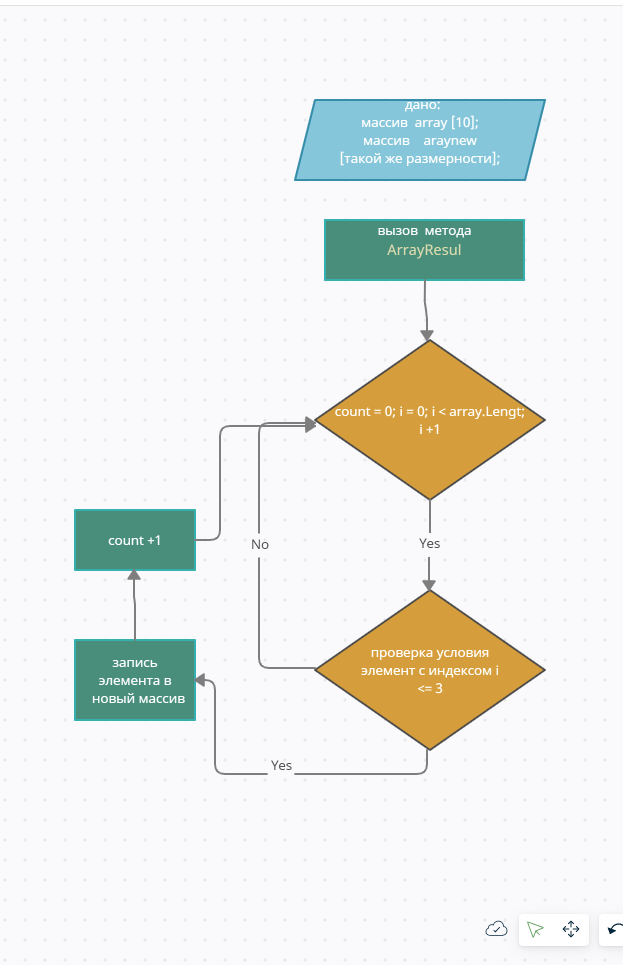 дано:
массив array [10];
массив araynew
[такой же размерности];
вызов метода
ArrayResul
count = 0; i = 0; i < array.Lengt;
i +1
count +1
No
Yes
запись
элемента в
новый массив
проверка условия
элемент с индексом i
<= 3
Yes